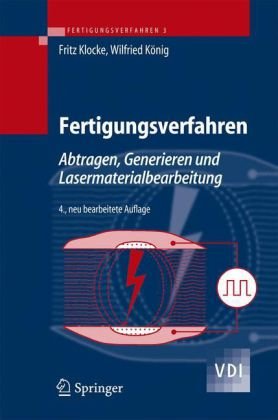 FERTIGUNGSVERFAHREN 3
Fritz Klocke, Wilfried König
Fertigungsverfahren
Abtragen, Generieren und
Lasermaterialbearbeitung
4., neu bearbeitete Auflage
VDI
Springer